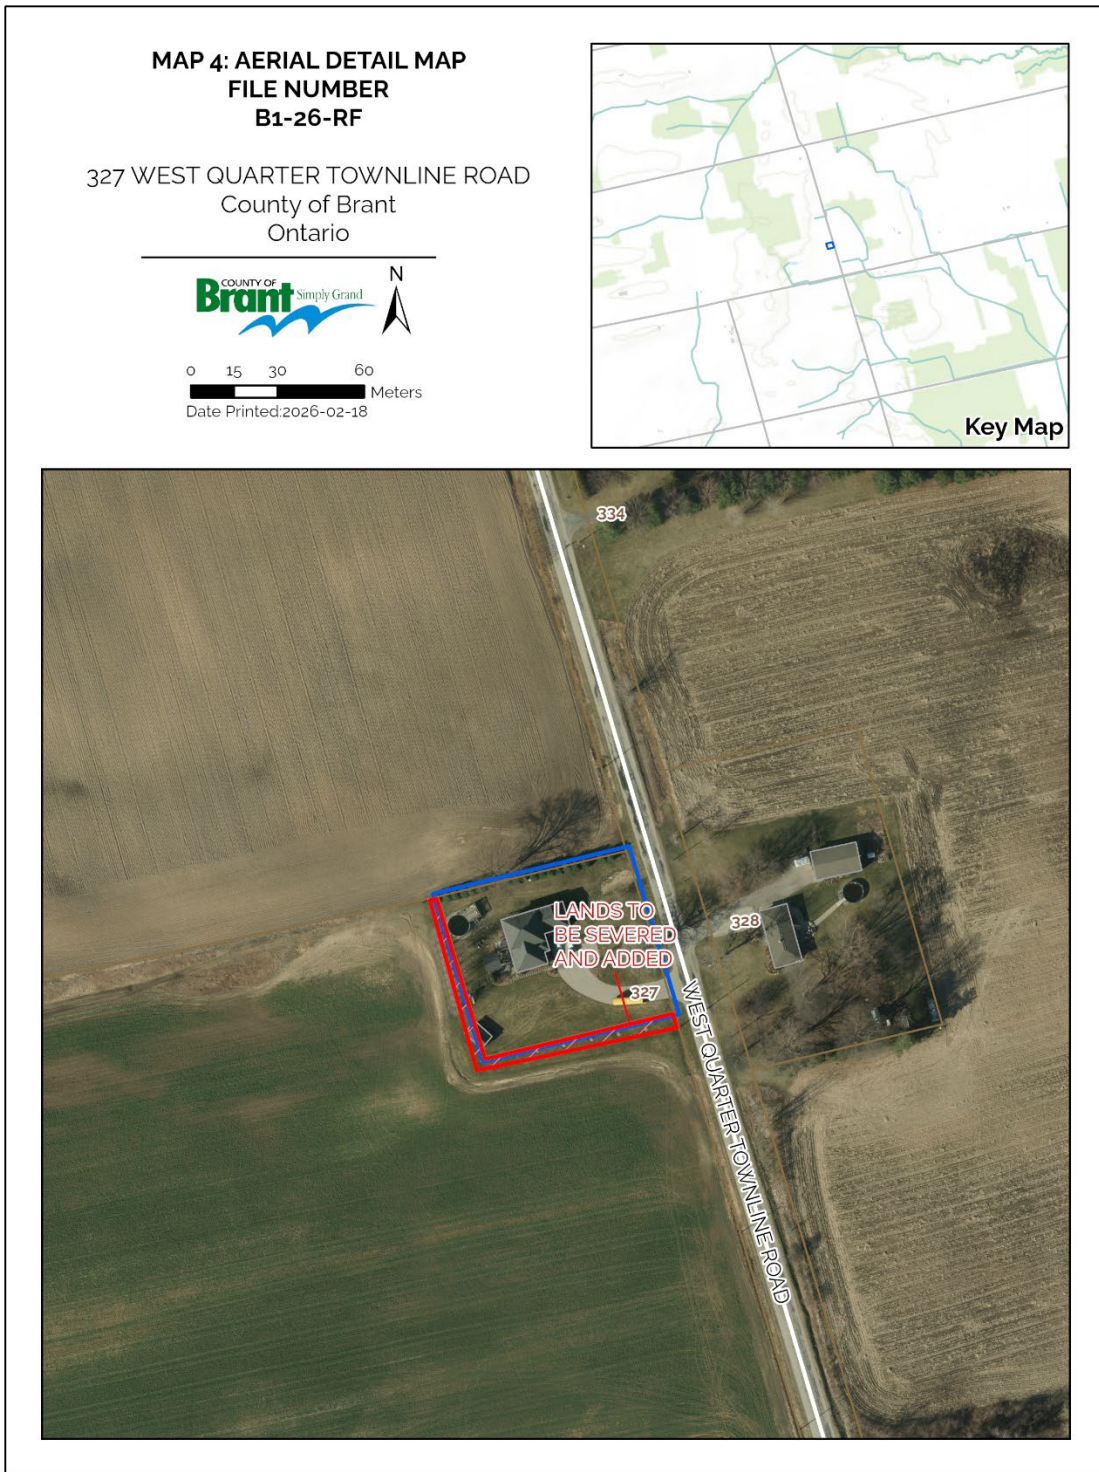 MAP 4: AERIAL DETAIL MAP
FILE NUMBER
B1-26-RF
327 WEST QUARTER TOWNLINE ROAD
County of Brant
Ontario
COUNTY OF
Brant Simply Grand
N
0 15 30 60
Meters
Date Printed:2026-02-18
Key Map
334
LANDS TO
BE SEVERED
AND ADDED
328
327
WEST QUARTER TOWNLINE ROAD